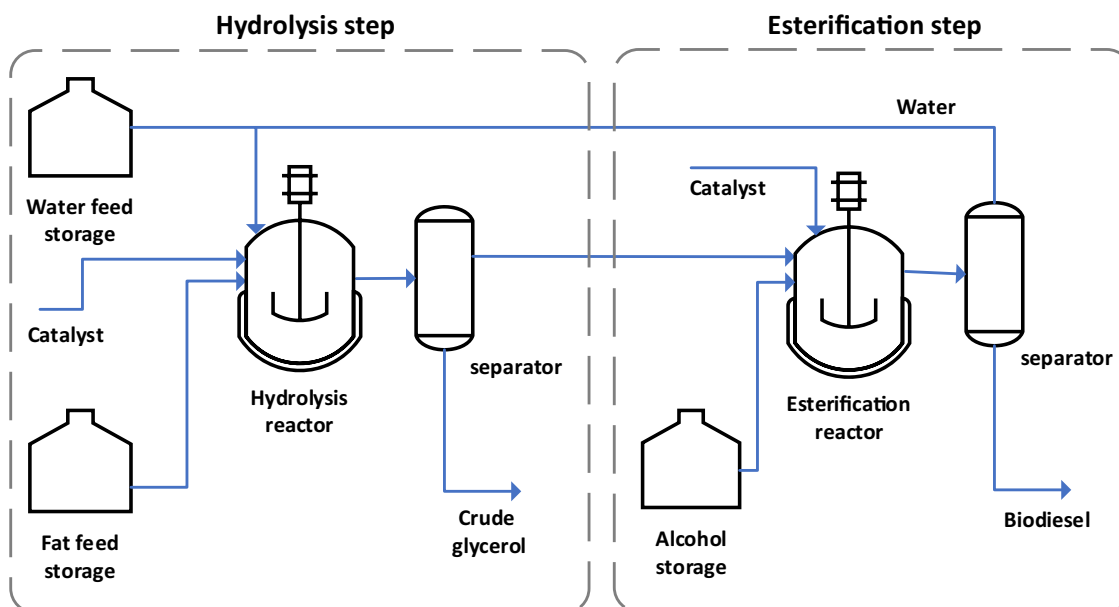 Hydrolysis step
Esterification step
Water
Water feed
storage
Catalyst
Catalyst
separator
separator
Hydrolysis
reactor
Esterification
reactor
Fat feed
storage
Crude
glycerol
Alcohol
storage
Biodiesel